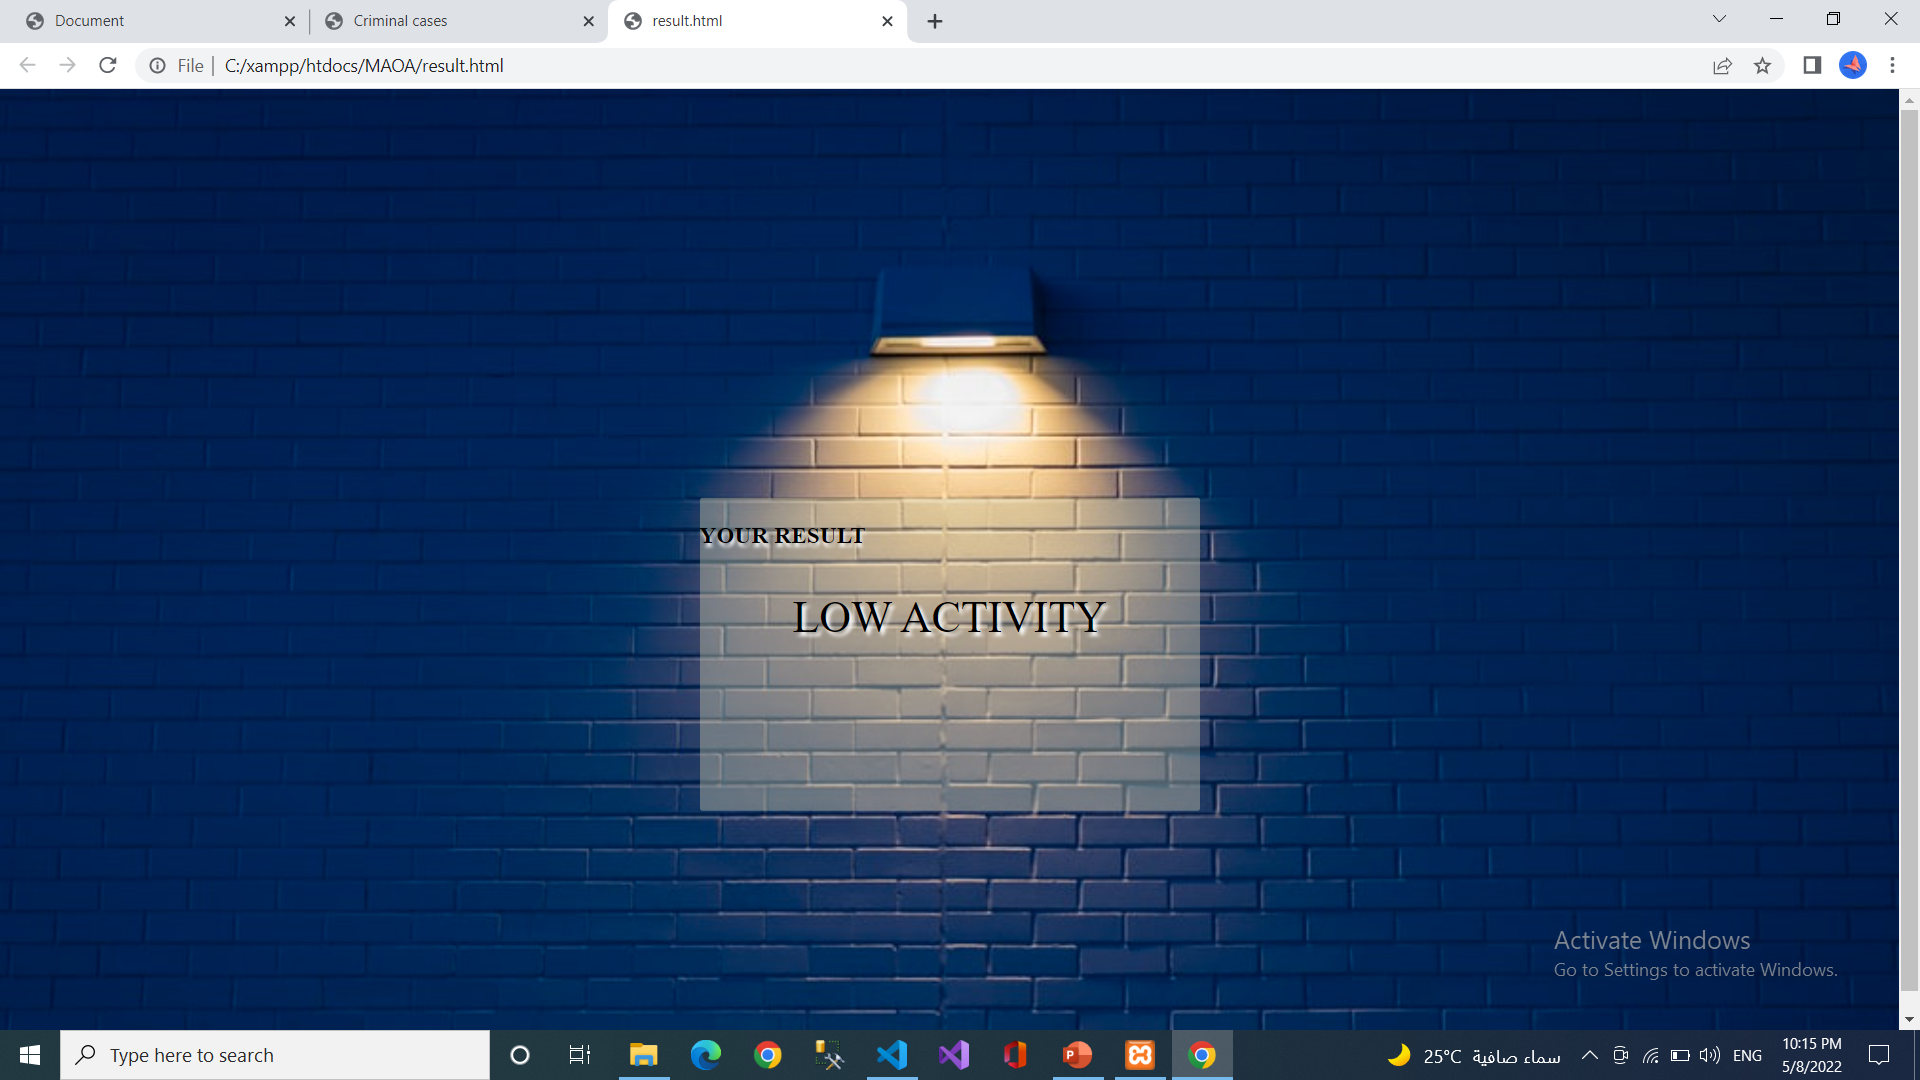 Document
Criminal cases
result.html
File
C:/xampp/htdocs/MAOA/result.html
YOUR RESULT
LOW ACTIVITY
Activate Windows
Go to Settings to activate Windows.
Type here to search
25°C سماء صافية
ENG
10:15 PM
5/8/2022